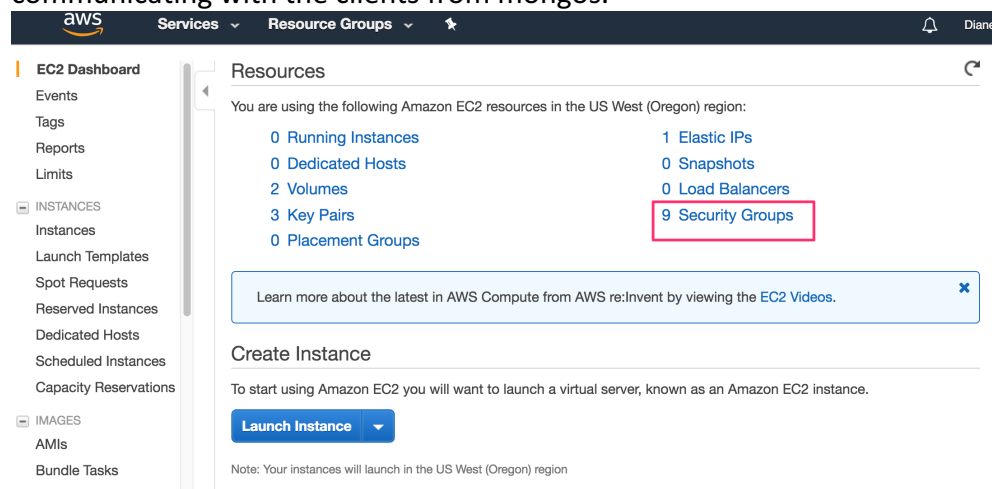 communicating with the clients from mongos.
aws Services Resource Groups Diane
EC2 Dashboard
Events
Tags
Reports
Limits
INSTANCES
Instances
Launch Templates
Spot Requests
Reserved Instances
Dedicated Hosts
Scheduled Instances
Capacity Reservations
IMAGES
AMIs
Bundle Tasks
Resources
You are using the following Amazon EC2 resources in the US West (Oregon) region:
0 Running Instances
0 Dedicated Hosts
2 Volumes
3 Key Pairs
0 Placement Groups
1 Elastic IPs
0 Snapshots
0 Load Balancers
9 Security Groups
Learn more about the latest in AWS Compute from AWS re:Invent by viewing the EC2 Videos.
Create Instance
To start using Amazon EC2 you will want to launch a virtual server, known as an Amazon EC2 instance.
Launch Instance
Note: Your instances will launch in the US West (Oregon) region